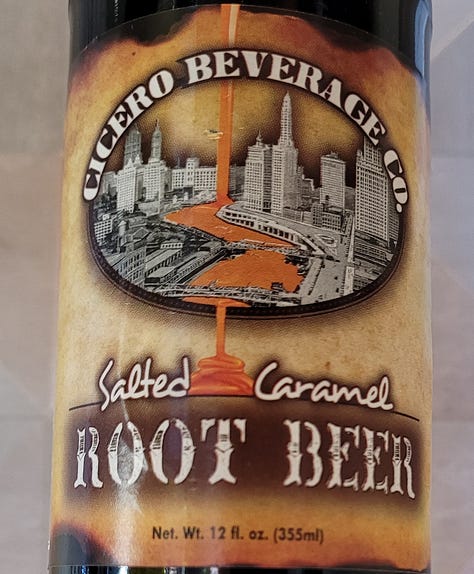 CICERO BEVERAGE CO.
Salted Caramel
ROOT BEER
Net. Wt. 12 fl. oz. (355ml)